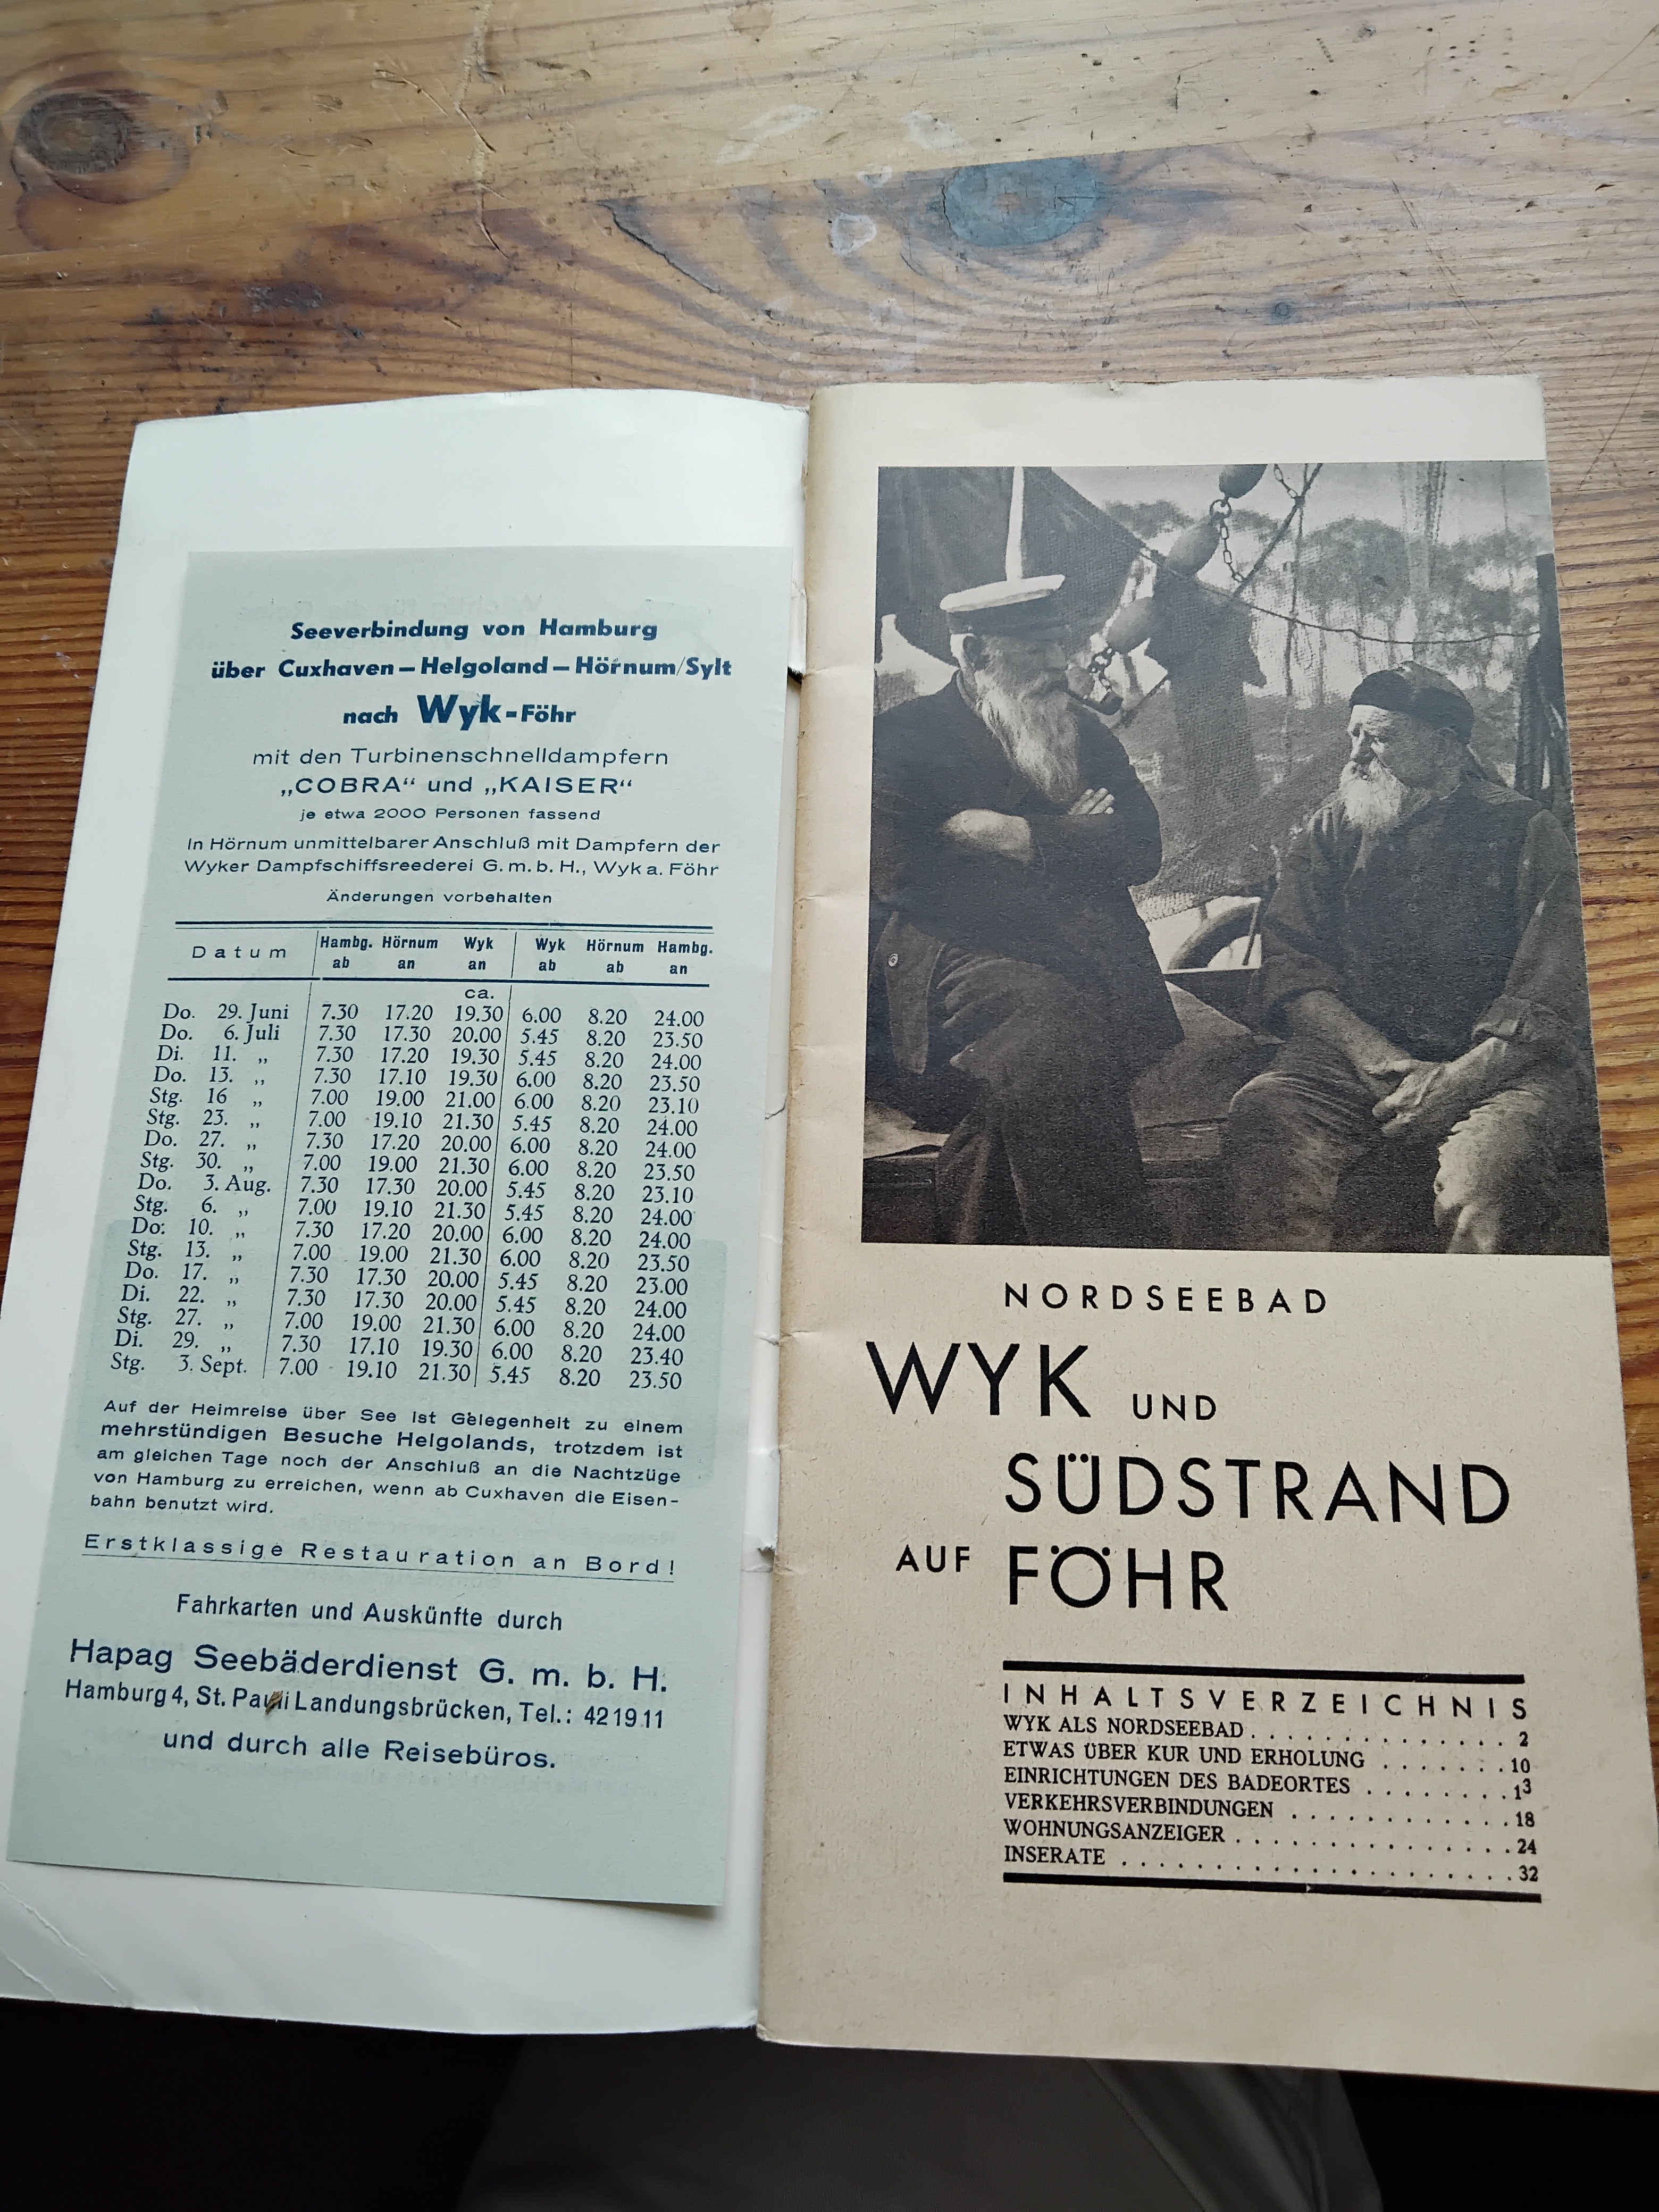 Seeverbindung von Hamburg
über Cuxhaven – Helgoland – Hörnum/Sylt
nach Wyk-Föhr
mit den Turbinenschnelldampfern
„COBRA“ und „KAISER“
je etwa 2000 Personen fassend
In Hörnum unmittelbarer Anschluß mit Dampfern der
Wyker Dampfschiffsreederei G. m. b. H., Wyk a. Föhr
Änderungen vorbehalten
Datum Hambg. ab Hörnum an Wyk an Wyk ab Hörnum ab Hambg. an
ca.
Do. 29. Juni 7.30 17.20 19.30 6.00 8.20 24.00
Do. 6. Juli 7.30 17.30 20.00 5.45 8.20 23.50
Di. 11. „ 7.30 17.20 19.30 5.45 8.20 24.00
Do. 13. „ 7.30 17.10 19.30 6.00 8.20 23.50
Stg. 16 „ 7.00 19.00 21.00 6.00 8.20 23.10
Stg. 23. „ 7.00 19.10 21.30 5.45 8.20 24.00
Do. 27. „ 7.30 17.20 20.00 6.00 8.20 24.00
Stg. 30. „ 7.00 19.00 21.30 6.00 8.20 23.50
Do. 3. Aug. 7.30 17.30 20.00 5.45 8.20 23.10
Stg. 6. „ 7.00 19.10 21.30 5.45 8.20 24.00
Do. 10. „ 7.30 17.20 20.00 6.00 8.20 24.00
Stg. 13. „ 7.00 19.00 21.30 6.00 8.20 23.50
Do. 17. „ 7.30 17.30 20.00 5.45 8.20 23.00
Di. 22. „ 7.30 17.30 20.00 5.45 8.20 24.00
Stg. 27. „ 7.00 19.00 21.30 6.00 8.20 24.00
Di. 29. „ 7.30 17.10 19.30 6.00 8.20 23.40
Stg. 3. Sept. 7.00 19.10 21.30 5.45 8.20 23.50
Auf der Heimreise über See ist Gelegenheit zu einem
mehrstündigen Besuche Helgolands, trotzdem ist
am gleichen Tage noch der Anschluß an die Nachtzüge
von Hamburg zu erreichen, wenn ab Cuxhaven die Eisen-
bahn benutzt wird.
Erstklassige Restauration an Bord!
Fahrkarten und Auskünfte durch
Hapag Seebäderdienst G. m. b. H.
Hamburg 4, St. Pauli Landungsbrücken, Tel.: 42 19 11
und durch alle Reisebüros.
NORDSEEBAD
WYK UND
SÜDSTRAND
AUF FÖHR
INHALTSVERZEICHNIS
WYK ALS NORDSEEBAD . . . . . . . . . . . . . . 2
ETWAS ÜBER KUR UND ERHOLUNG . . . . . . . 10
EINRICHTUNGEN DES BADEORTES . . . . . . . . 13
VERKEHRSVERBINDUNGEN . . . . . . . . . . . . 18
WOHNUNGSANZEIGER . . . . . . . . . . . . . . . 24
INSERATE . . . . . . . . . . . . . . . . . . . . . 32